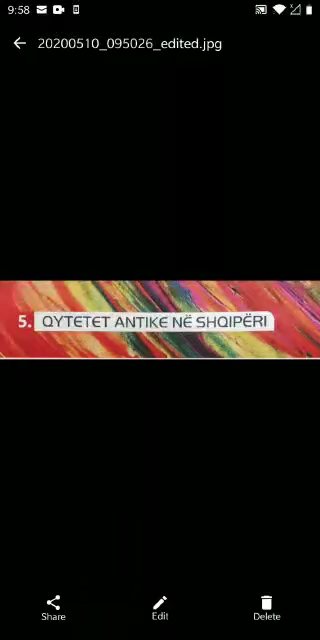 9:58
20200510_095026_edited.jpg
5. QYTETET ANTIKE NË SHQIPËRI
Share Edit Delete